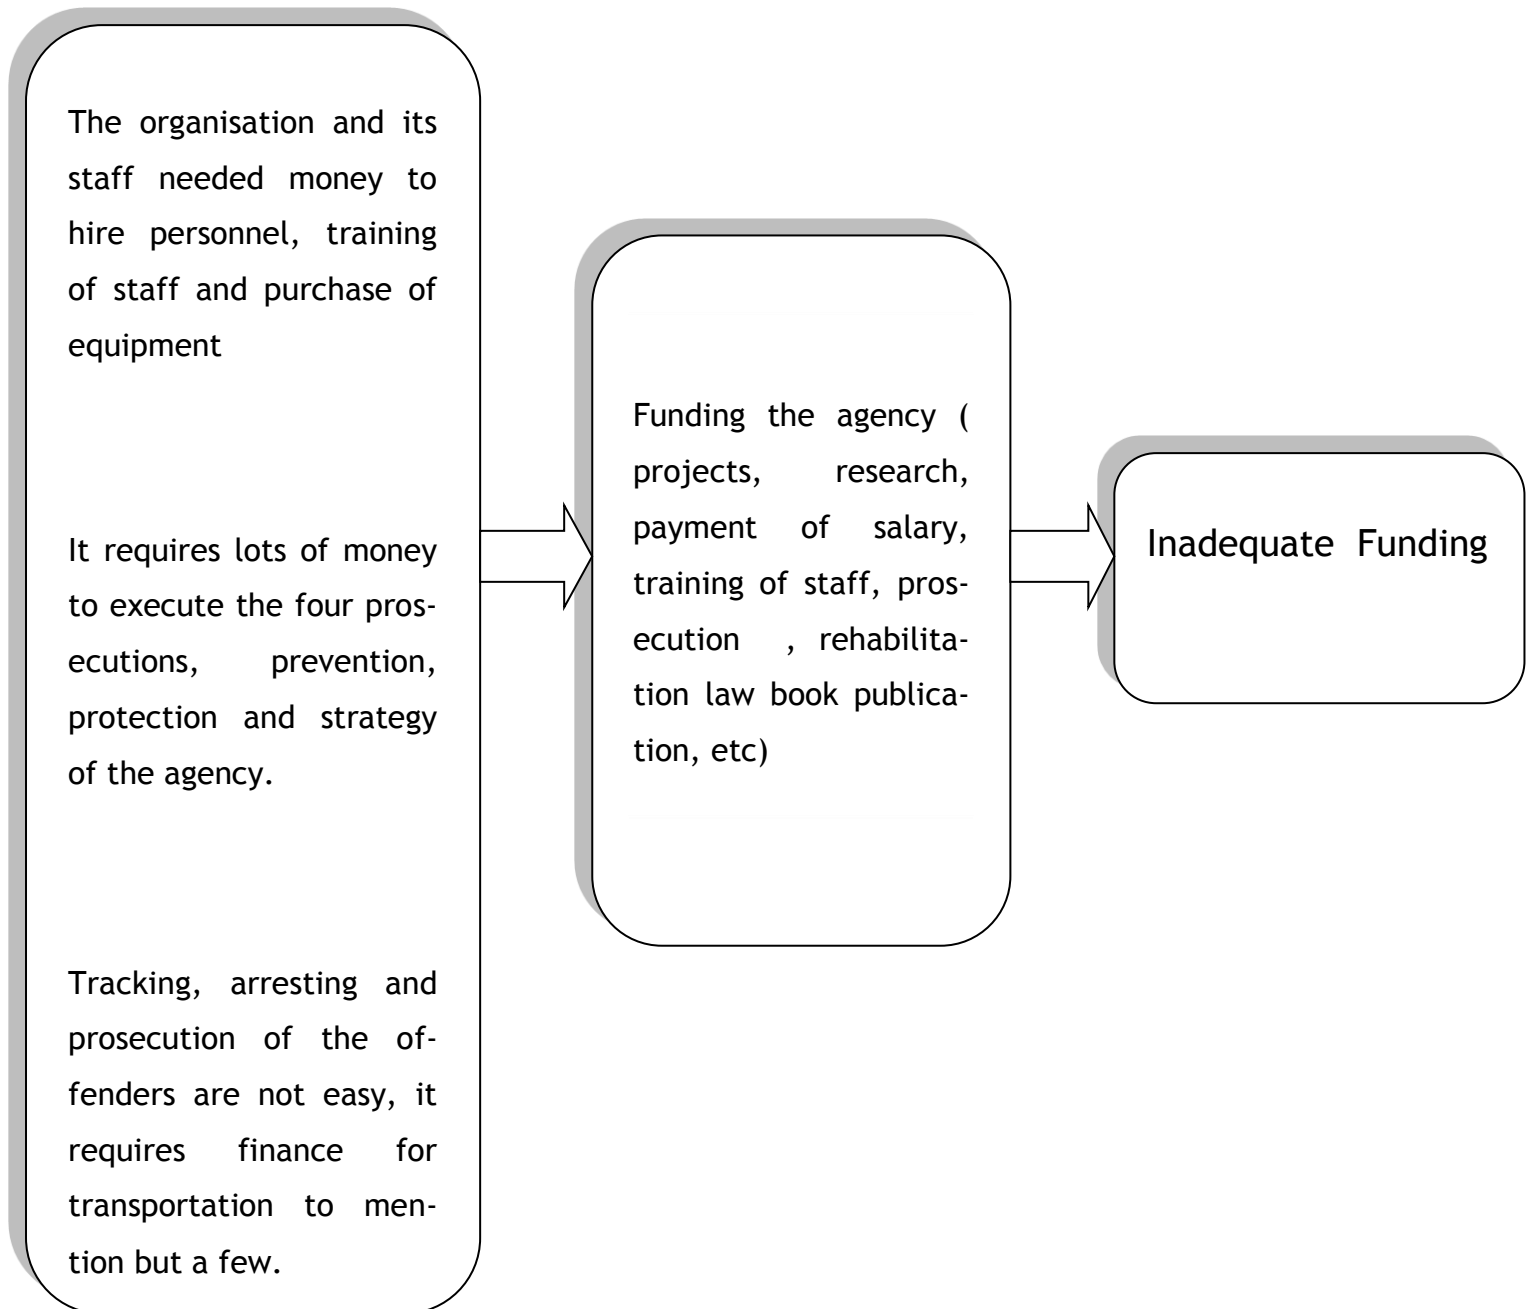 The organisation and its
staff needed money to
hire personnel, training
of staff and purchase of
equipment
It requires lots of money
to execute the four pros-
ecutions, prevention,
protection and strategy
of the agency.
Tracking, arresting and
prosecution of the of-
fenders are not easy, it
requires finance for
transportation to men-
tion but a few.
Funding the agency (
projects, research,
payment of salary,
training of staff, pros-
ecution , rehabilita-
tion law book publica-
tion, etc)
Inadequate Funding